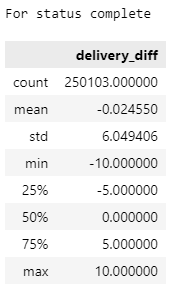 For status complete
delivery_diff
count 250103.000000
mean -0.024550
std 6.049406
min -10.000000
25% -5.000000
50% 0.000000
75% 5.000000
max 10.000000